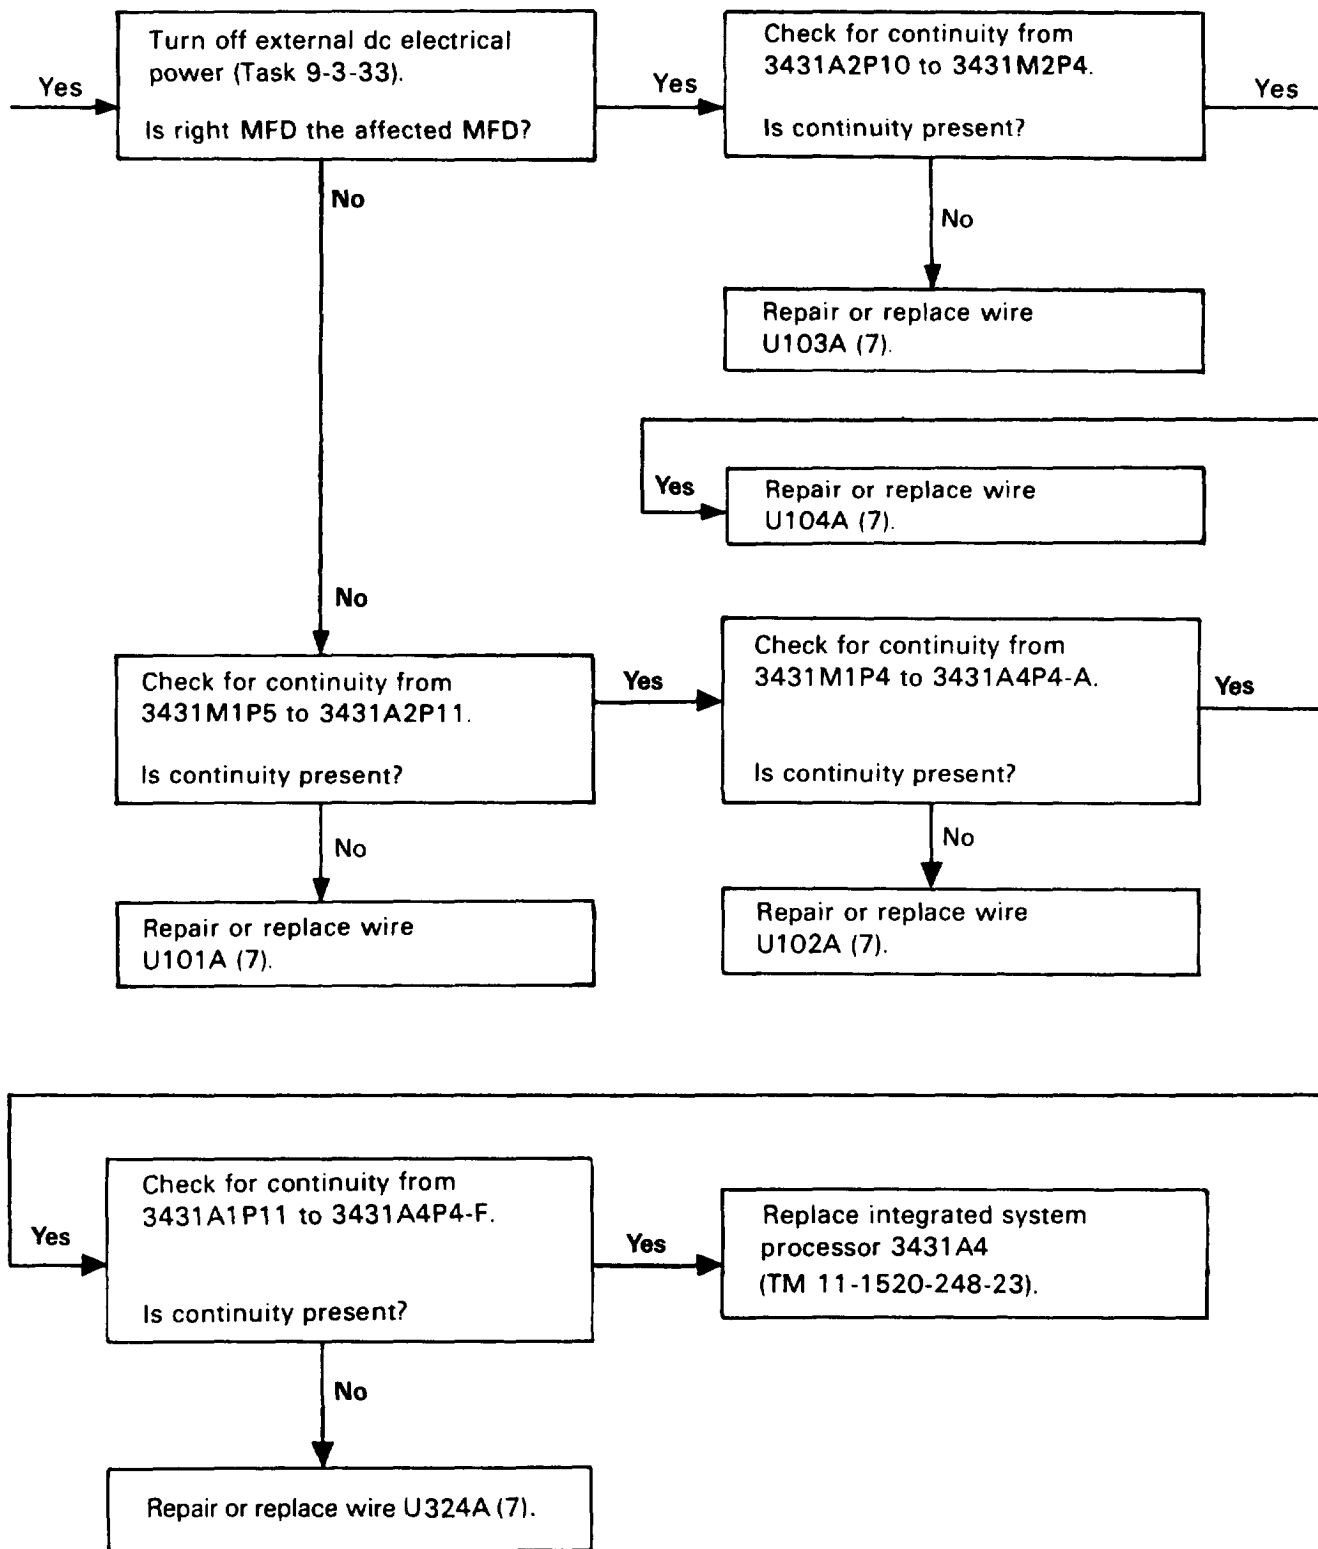 Turn off external dc electrical
power (Task 9-3-33).
Is right MFD the affected MFD?
Yes
Yes
Check for continuity from
3431A2P10 to 3431M2P4.
Is continuity present?
Yes
No
No
Repair or replace wire
U103A (7).
Yes
Repair or replace wire
U104A (7).
No
Check for continuity from
3431M1P5 to 3431A2P11.
Is continuity present?
Yes
Check for continuity from
3431M1P4 to 3431A4P4-A.
Is continuity present?
Yes
No
No
Repair or replace wire
U101A (7).
Repair or replace wire
U102A (7).
Yes
Check for continuity from
3431A1P11 to 3431A4P4-F.
Is continuity present?
Yes
Replace integrated system
processor 3431A4
(TM 11-1520-248-23).
No
Repair or replace wire U324A (7).